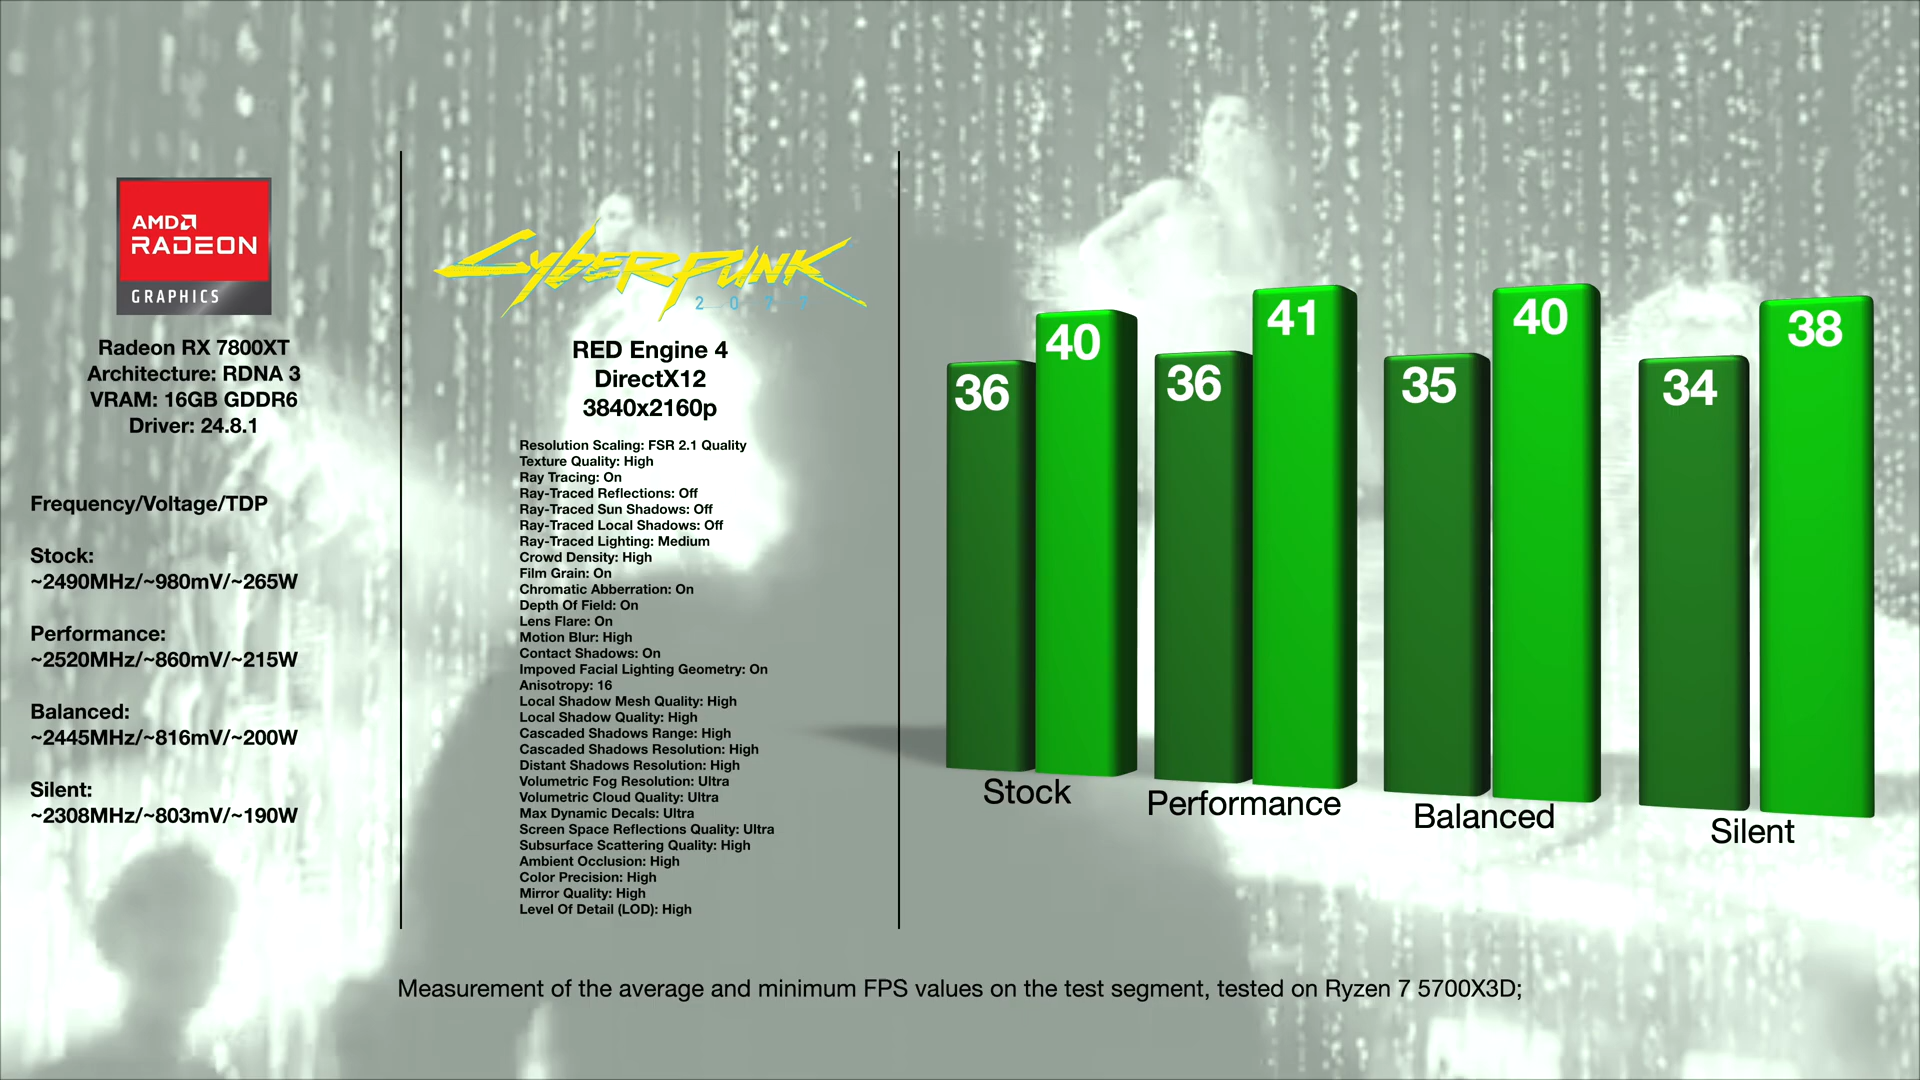 AMD
RADEON
GRAPHICS
Radeon RX 7800XT
Architecture: RDNA 3
VRAM: 16GB GDDR6
Driver: 24.8.1
Frequency/Voltage/TDP
Stock:
~2490MHz/~980mV/~265W
Performance:
~2520MHz/~860mV/~215W
Balanced:
~2445MHz/~816mV/~200W
Silent:
~2308MHz/~803mV/~190W
Cyberpunk
2077
RED Engine 4
DirectX12
3840x2160p
Resolution Scaling: FSR 2.1 Quality
Texture Quality: High
Ray Tracing: On
Ray-Traced Reflections: Off
Ray-Traced Sun Shadows: Off
Ray-Traced Local Shadows: Off
Ray-Traced Lighting: Medium
Crowd Density: High
Film Grain: On
Chromatic Abberration: On
Depth Of Field: On
Lens Flare: On
Motion Blur: High
Contact Shadows: On
Impoved Facial Lighting Geometry: On
Anisotropy: 16
Local Shadow Mesh Quality: High
Local Shadow Quality: High
Cascaded Shadows Range: High
Cascaded Shadows Resolution: High
Distant Shadows Resolution: High
Volumetric Fog Resolution: Ultra
Volumetric Cloud Quality: Ultra
Max Dynamic Decals: Ultra
Screen Space Reflections Quality: Ultra
Subsurface Scattering Quality: High
Ambient Occlusion: High
Color Precision: High
Mirror Quality: High
Level Of Detail (LOD): High
36 40 36 41 35 40 34 38
Stock Performance Balanced Silent
Measurement of the average and minimum FPS values on the test segment, tested on Ryzen 7 5700X3D;